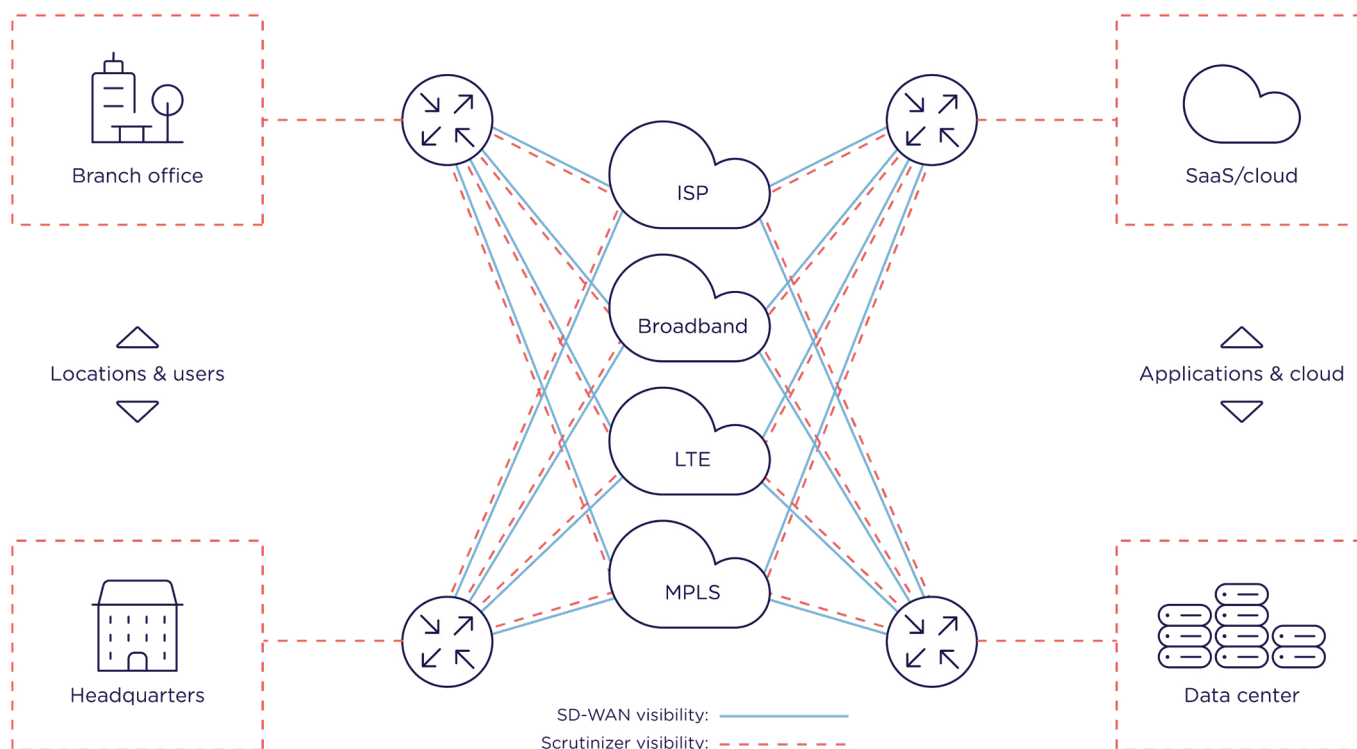 Branch office
SaaS/cloud
ISP
Broadband
Locations & users
Applications & cloud
LTE
MPLS
Headquarters
Data center
SD-WAN visibility:
Scrutinizer visibility: